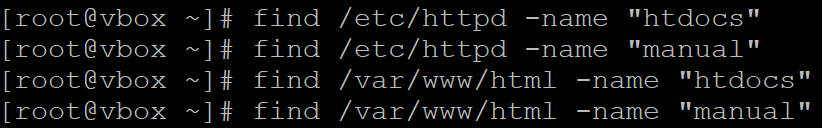 [root@vbox ~]# find /etc/httpd -name "htdocs"
[root@vbox ~]# find /etc/httpd -name "manual"
[root@vbox ~]# find /var/www/html -name "htdocs"
[root@vbox ~]# find /var/www/html -name "manual"